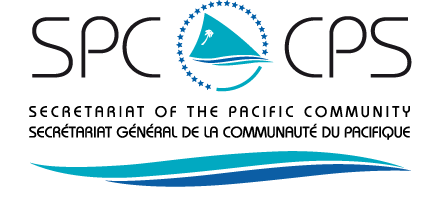 SPC CPS
SECRETARIAT OF THE PACIFIC COMMUNITY
SECRÉTARIAT GÉNÉRAL DE LA COMMUNAUTÉ DU PACIFIQUE